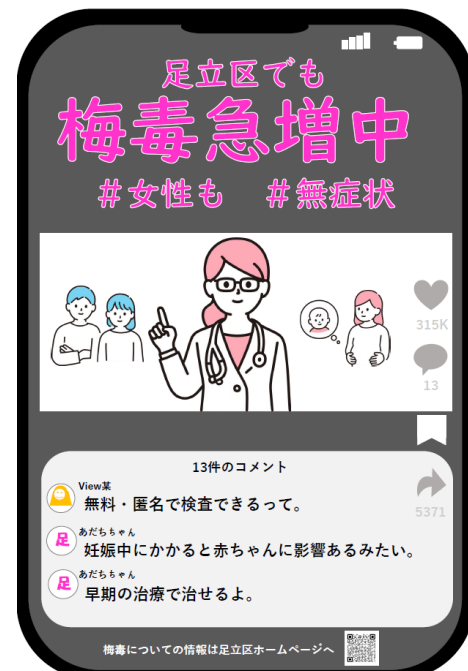 足立区でも
梅毒急増中
#女性も #無症状
315K
13
13件のコメント
View某
無料・匿名で検査できるって。
5371
足
あだちちゃん
妊娠中にかかると赤ちゃんに影響あるみたい。
足
あだちちゃん
早期の治療で治せるよ。
梅毒についての情報は足立区ホームページへ